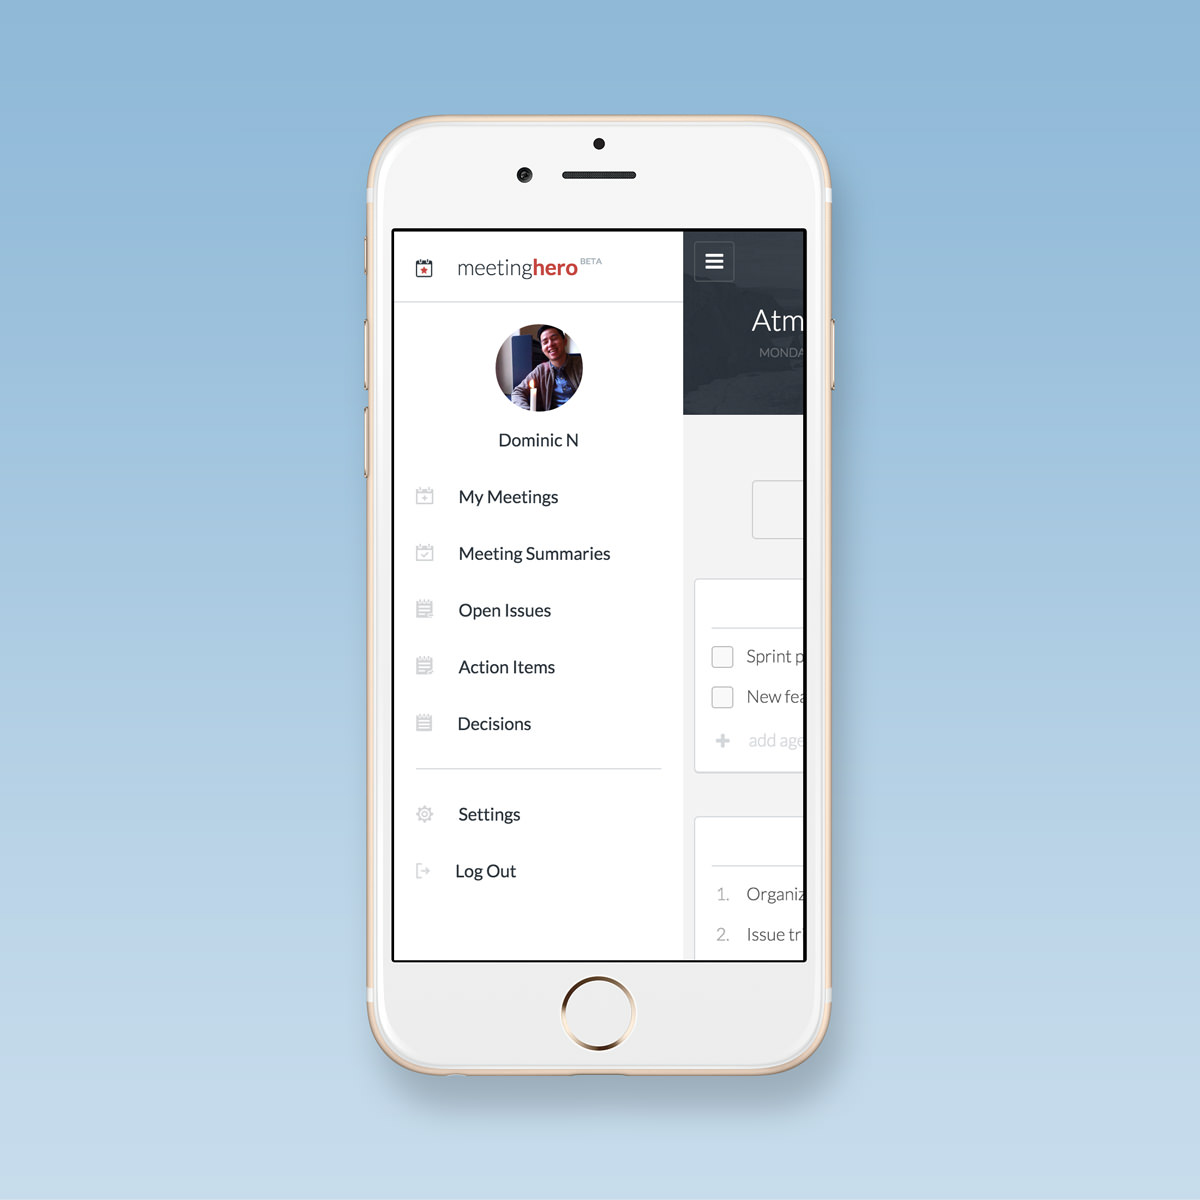 meetinghero BETA
Dominic N
My Meetings
Meeting Summaries
Open Issues
Action Items
Decisions
Settings
Log Out
Atm
MONDA
Sprint p
New fea
add age
1. Organiz
2. Issue tr